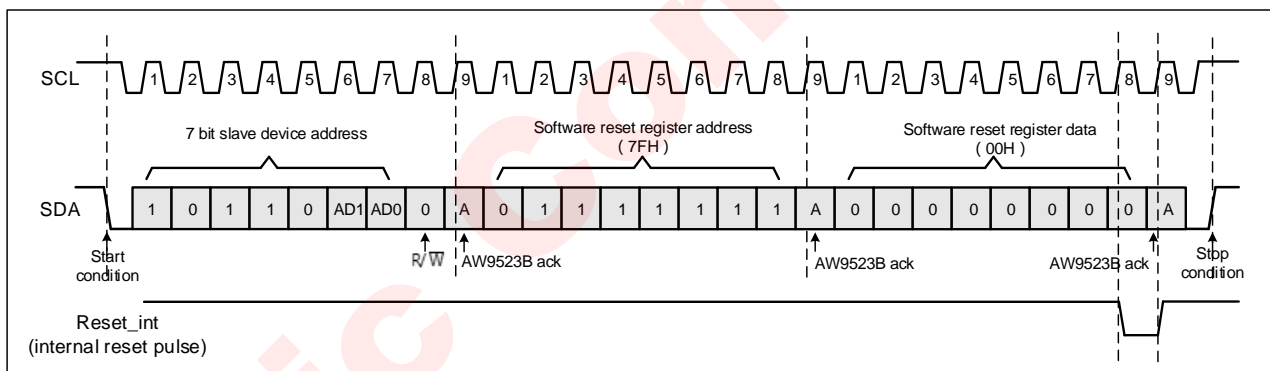 SCL 1 2 3 4 5 6 7 8 9 1 2 3 4 5 6 7 8 9 1 2 3 4 5 6 7 8 9
7 bit slave device address
Software reset register address
( 7FH )
Software reset register data
( 00H )
SDA 1 0 1 1 0 AD1 AD0 0 A 0 1 1 1 1 1 1 1 A 0 0 0 0 0 0 0 0 A
Start
condition
R/W̅
AW9523B ack
AW9523B ack
AW9523B ack
Stop
condition
Reset_int
(internal reset pulse)
ic Con